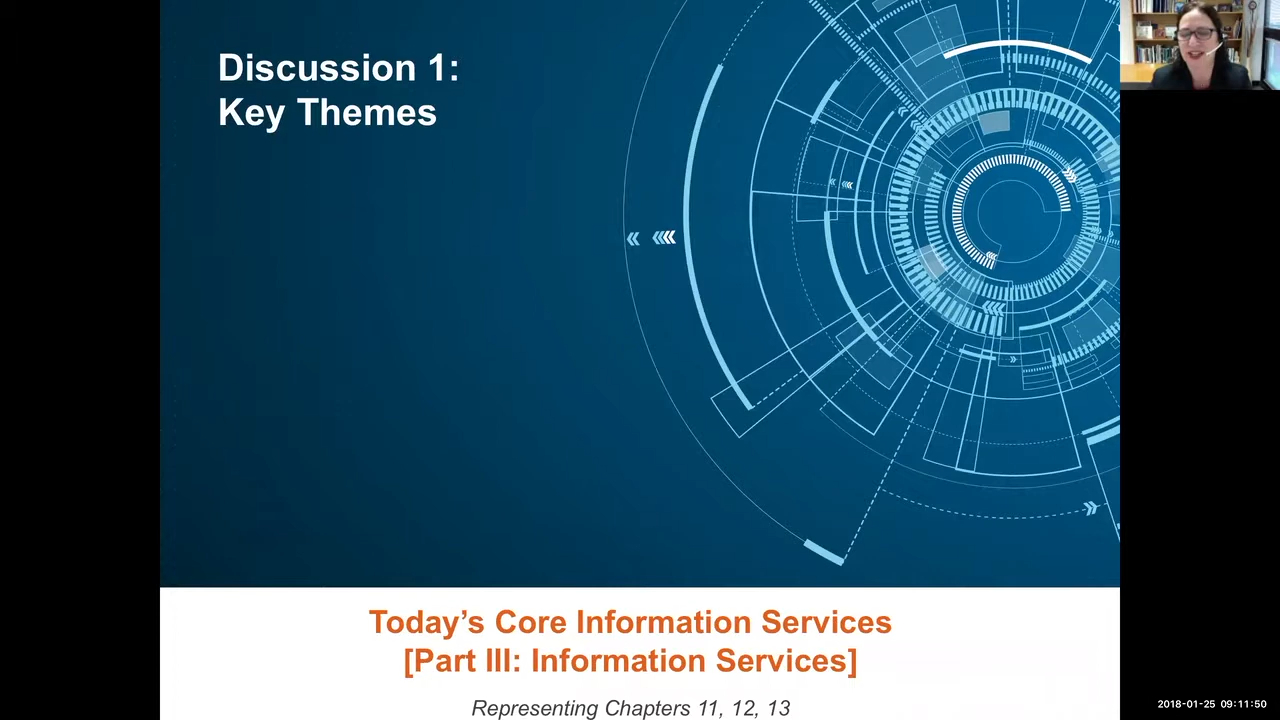 Discussion 1:
Key Themes
Today’s Core Information Services
[Part III: Information Services]
Representing Chapters 11, 12, 13
2018-01-25 09:11:50